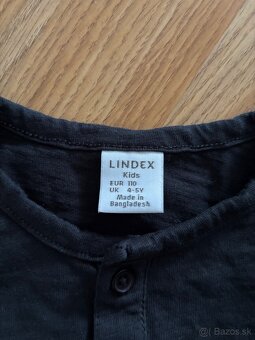 LINDEX
Kids
EUR 110
UK 4-5Y
Made in
Bangladesh
Bazos.sk